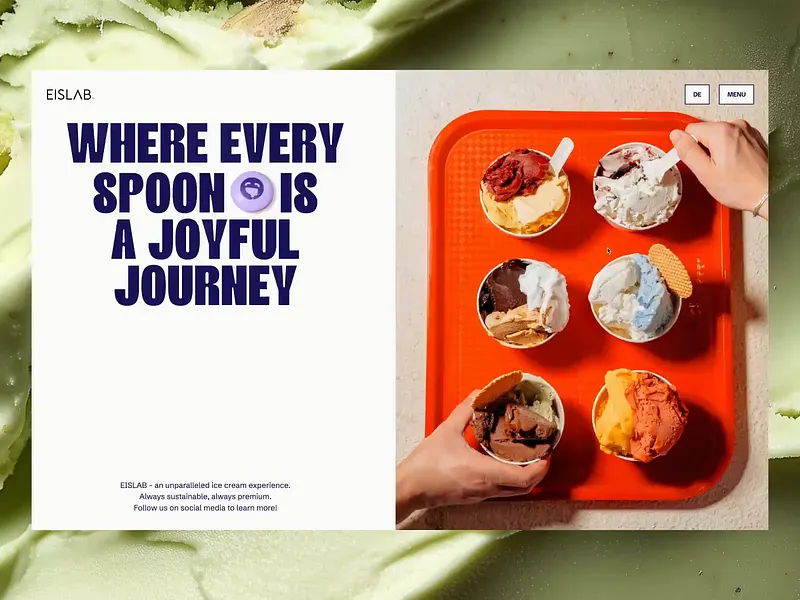 EISLAB
DE
MENU
WHERE EVERY
SPOON IS
A JOYFUL
JOURNEY
EISLAB - an unparalleled ice cream experience.
Always sustainable, always premium.
Follow us on social media to learn more!